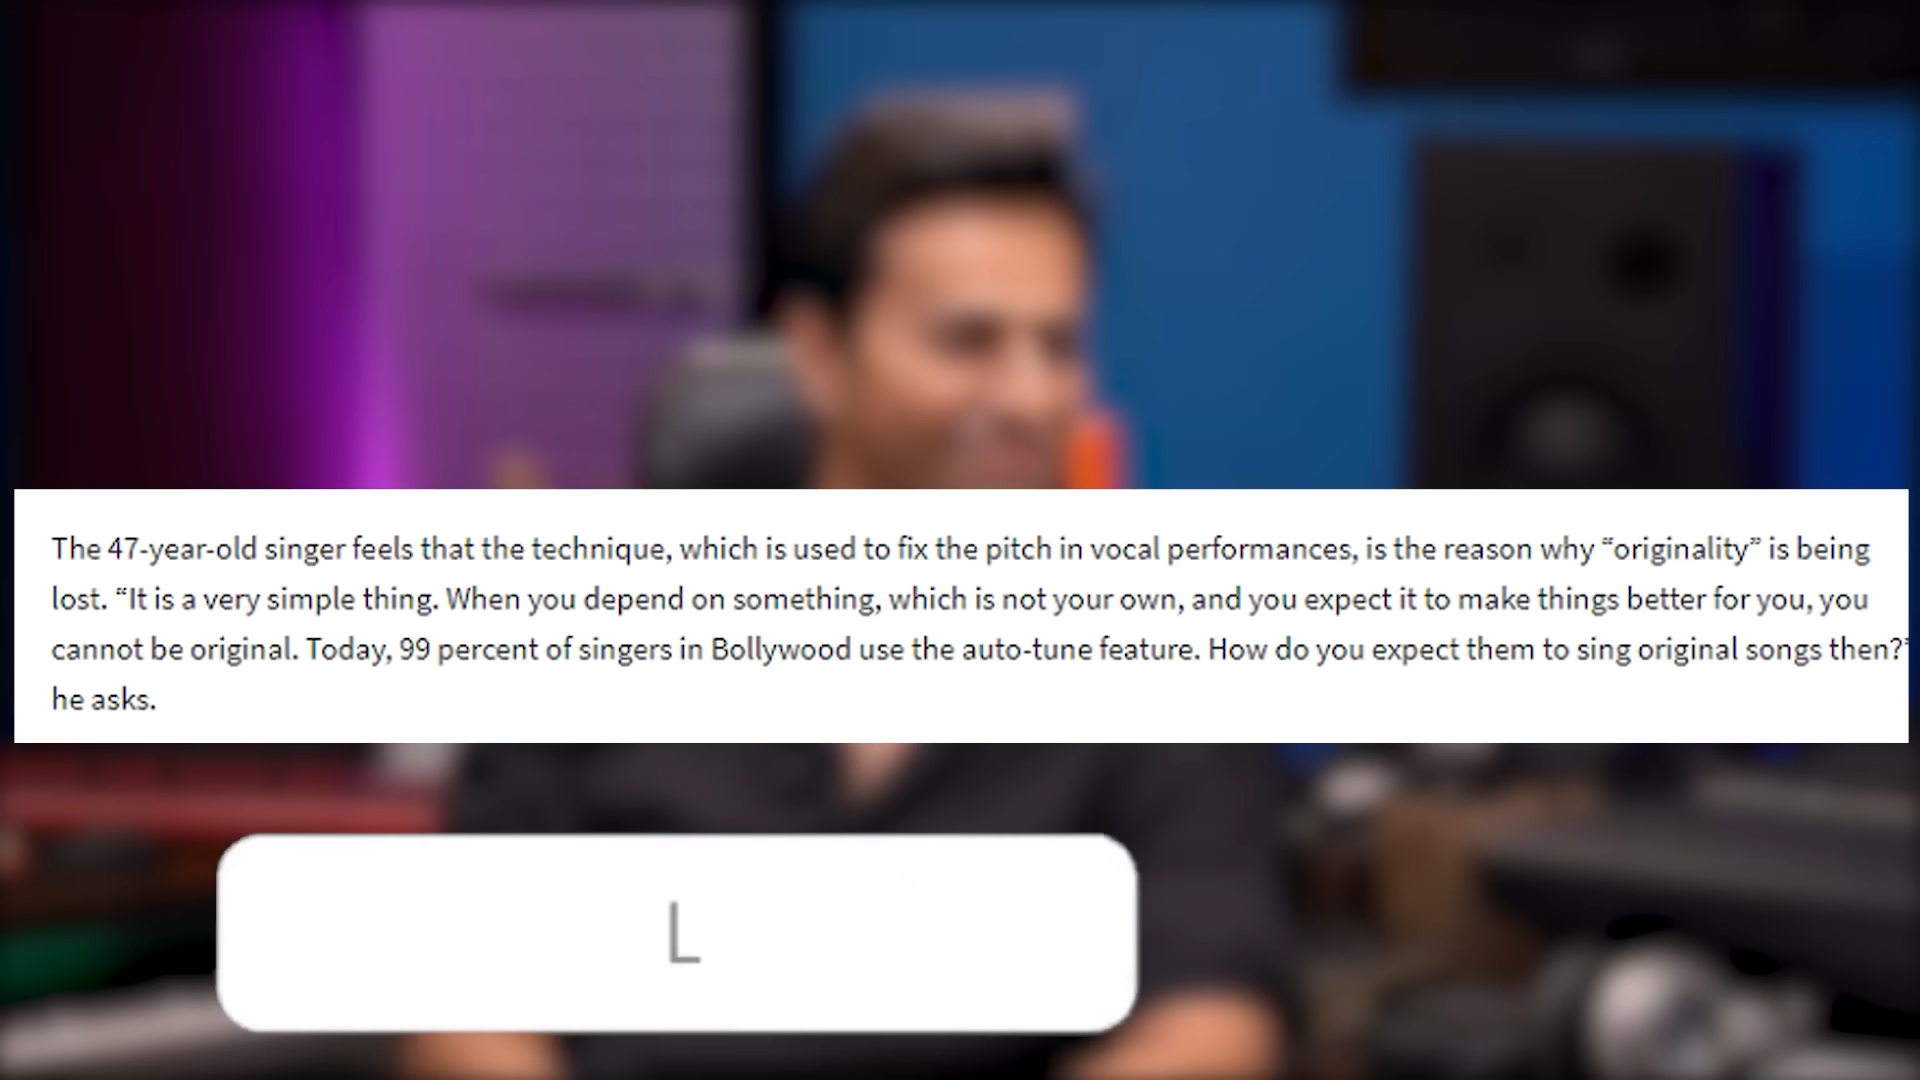 The 47-year-old singer feels that the technique, which is used to fix the pitch in vocal performances, is the reason why “originality” is being
lost. “It is a very simple thing. When you depend on something, which is not your own, and you expect it to make things better for you, you
cannot be original. Today, 99 percent of singers in Bollywood use the auto-tune feature. How do you expect them to sing original songs then?”
he asks.
L